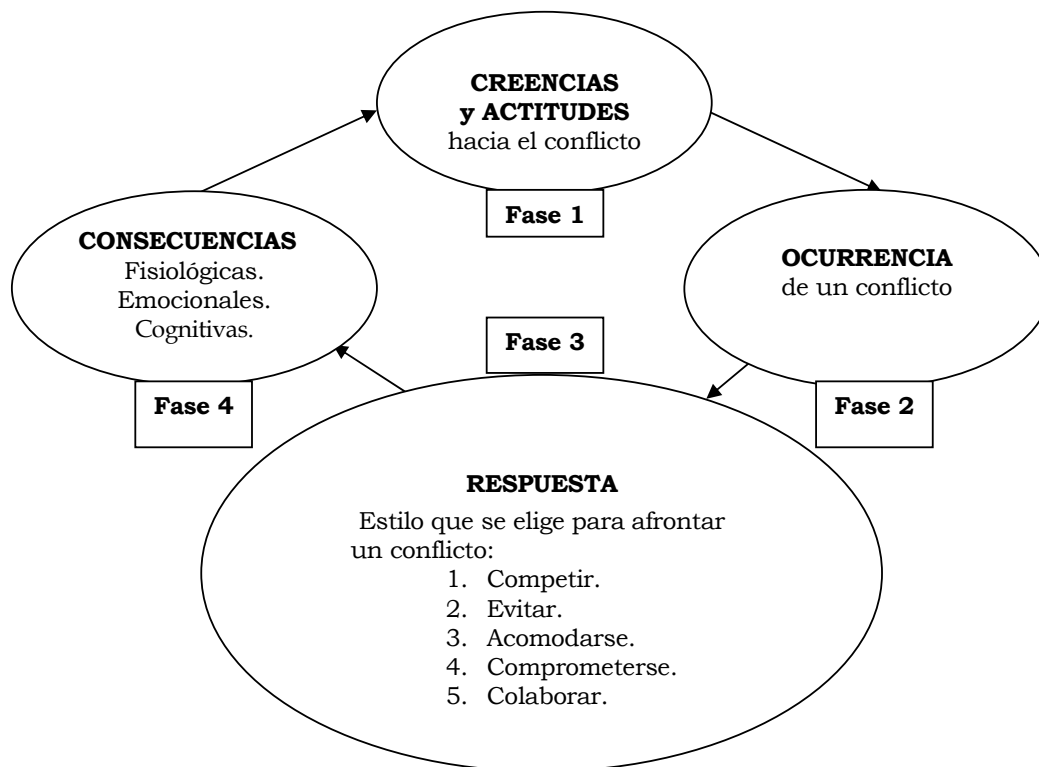 CREENCIAS
y ACTITUDES
hacia el conflicto
Fase 1
OCURRENCIA
de un conflicto
Fase 2
Fase 3
RESPUESTA
Estilo que se elige para afrontar
un conflicto:
1. Competir.
2. Evitar.
3. Acomodarse.
4. Comprometerse.
5. Colaborar.
CONSECUENCIAS
Fisiológicas.
Emocionales.
Cognitivas.
Fase 4